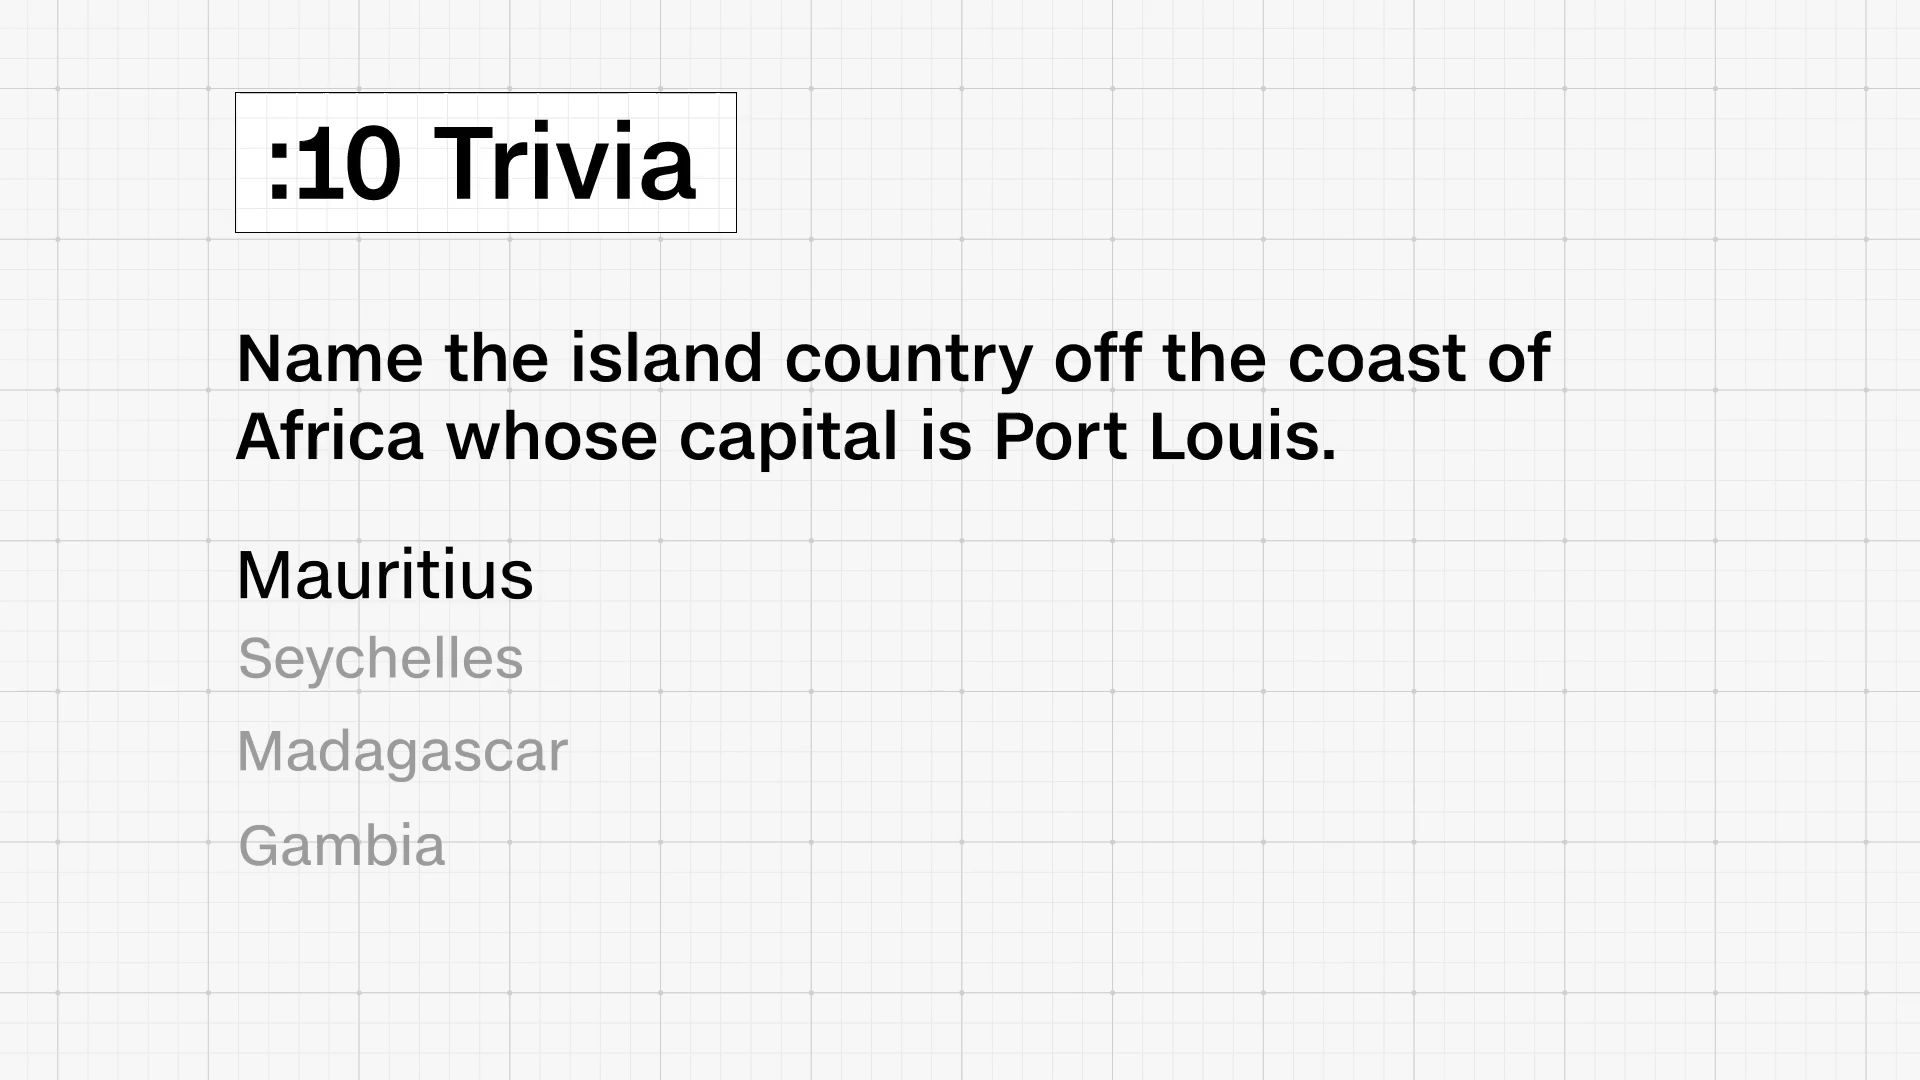 :10 Trivia
Name the island country off the coast of
Africa whose capital is Port Louis.
Mauritius
Seychelles
Madagascar
Gambia